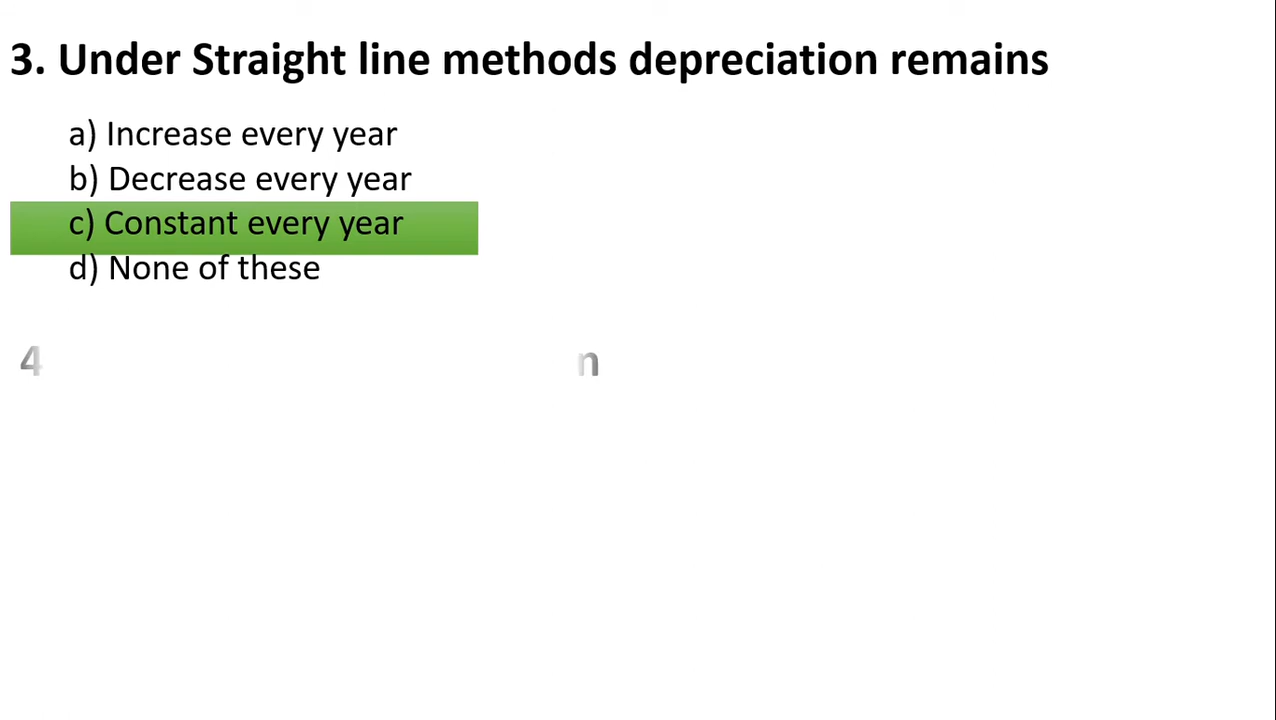 3. Under Straight line methods depreciation remains
a) Increase every year
b) Decrease every year
c) Constant every year
d) None of these
4 n